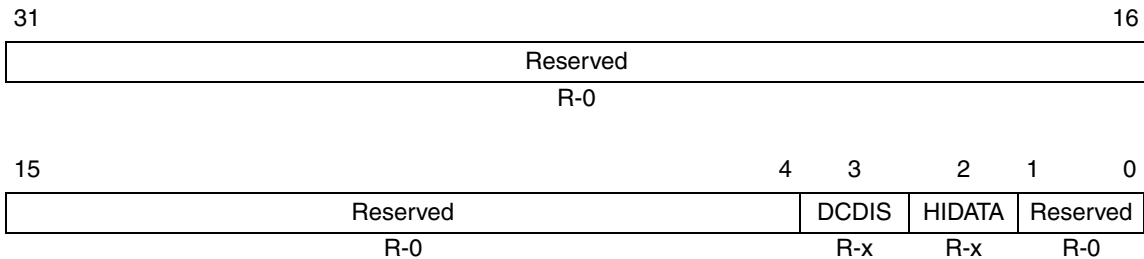 31 16
Reserved
R-0
15 4 3 2 1 0
Reserved DCDIS HIDATA Reserved
R-0 R-x R-x R-0